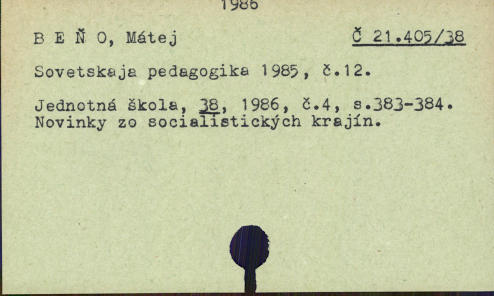 1986
B E Ň O, Mátej Č 21.405/38
Sovetskaja pedagogika 1985, č.12.
Jednotná škola, 38, 1986, č.4, s.383-384.
Novinky zo socialistických krajín.